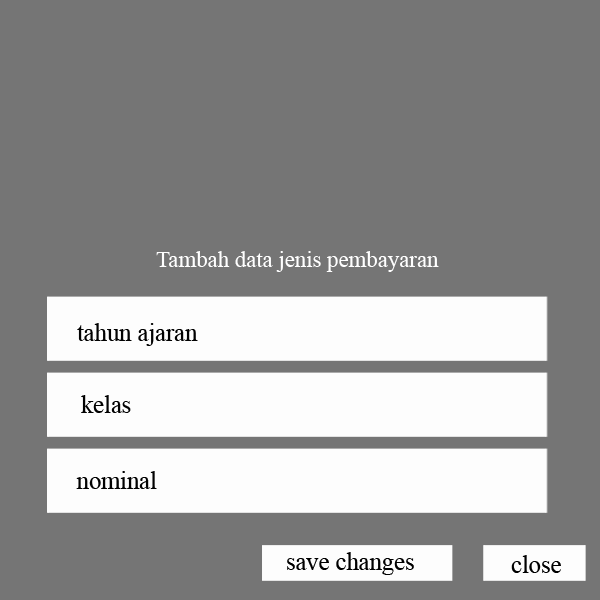 Tambah data jenis pembayaran
tahun ajaran
kelas
nominal
save changes
close